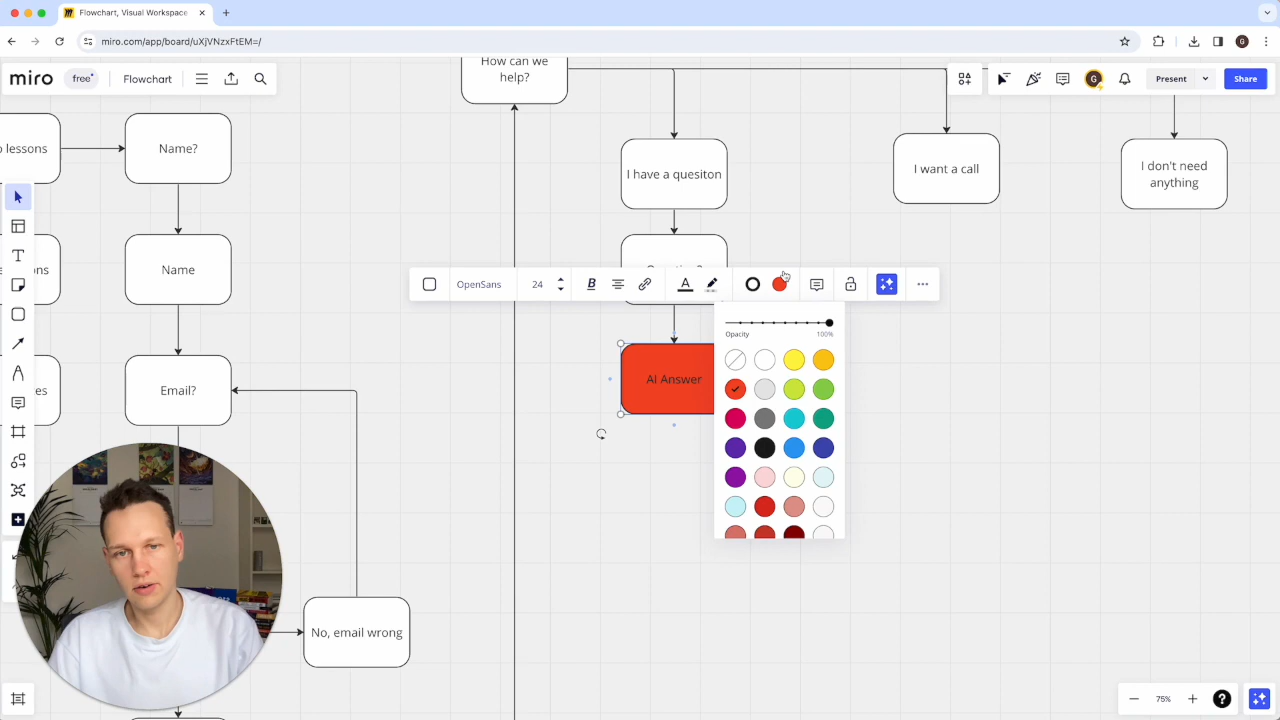 Flowchart, Visual Workspace
miro.com/app/board/uXjVNzxFtEM=/
G
miro
free
Flowchart
G
Present
Share
How can we
help?
lessons
Name?
I have a quesiton
I want a call
I don't need
anything
Name
OpenSans
24
B
A
Opacity
100%
AI Answer
Email?
No, email wrong
75%